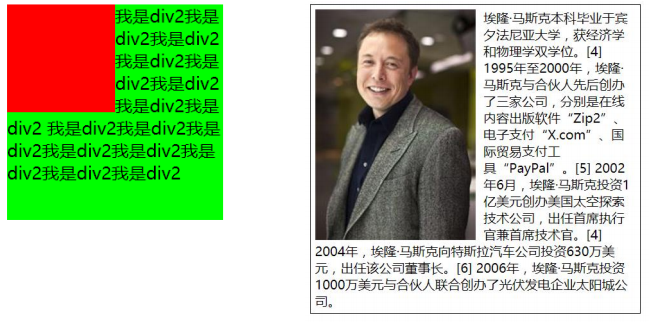 我是div2我是
div2我是div2
我是div2我是
div2我是div2
我是div2我是
div2 我是div2我是div2我是
div2我是div2我是div2我是
div2我是div2我是div2
埃隆·马斯克本科毕业于宾
夕法尼亚大学，获经济学
和物理学双学位。[4]
1995年至2000年，埃隆·
马斯克与合伙人先后创办
了三家公司，分别是在线
内容出版软件“Zip2”、
电子支付“X.com”、国
际贸易支付工
具“PayPal”。[5] 2002
年6月，埃隆·马斯克投资1
亿美元创办美国太空探索
技术公司，出任首席执行
官兼首席技术官。[4]
2004年，埃隆·马斯克向特斯拉汽车公司投资630万美
元，出任该公司董事长。[6] 2006年，埃隆·马斯克投资
1000万美元与合伙人联合创办了光伏发电企业太阳城公
司。